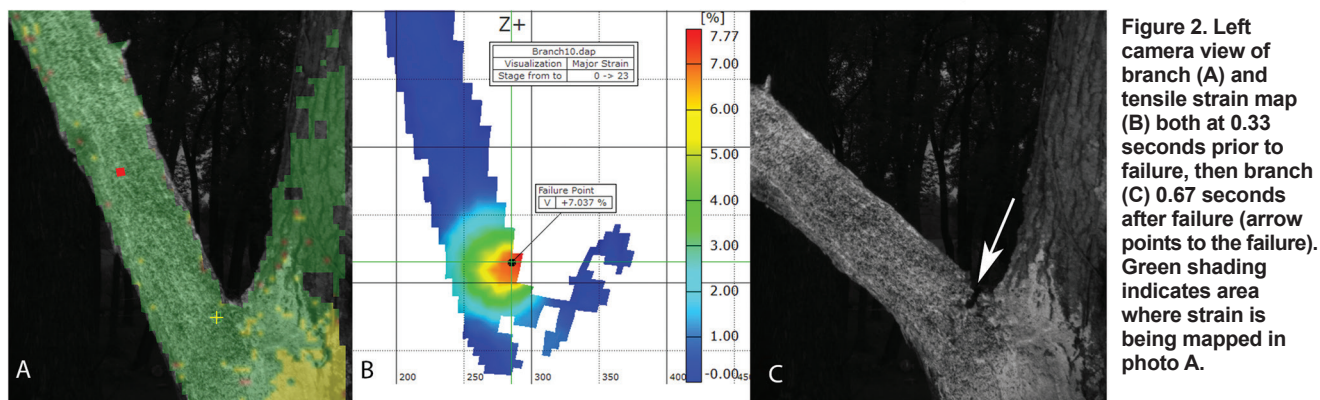 A
B
C
Z+
Branch10.dap
Visualization Major Strain
Stage from to 0 -> 23
Failure Point
V +7.037 %
[%]
7.77
6.00
5.00
4.00
3.00
2.00
1.00
-0.00
200
250
300
350
400
Figure 2. Left
camera view of
branch (A) and
tensile strain map
(B) both at 0.33
seconds prior to
failure, then branch
(C) 0.67 seconds
after failure (arrow
points to the failure).
Green shading
indicates area
where strain is
being mapped in
photo A.